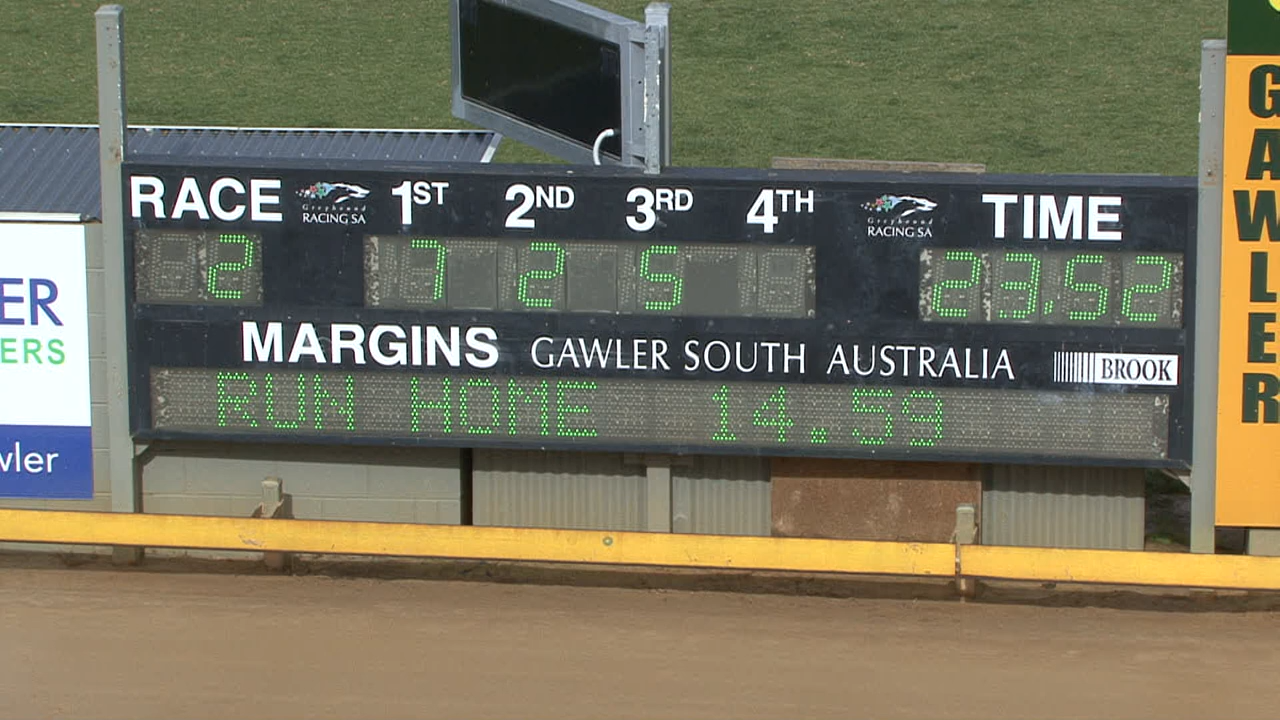 RACE Greyhound RACING SA 1ST 2ND 3RD 4TH Greyhound RACING SA TIME
2 7 2 5 23.52
MARGINS GAWLER SOUTH AUSTRALIA BROOK
RUN HOME 14.59
ER
ERS
wler
GAWLER